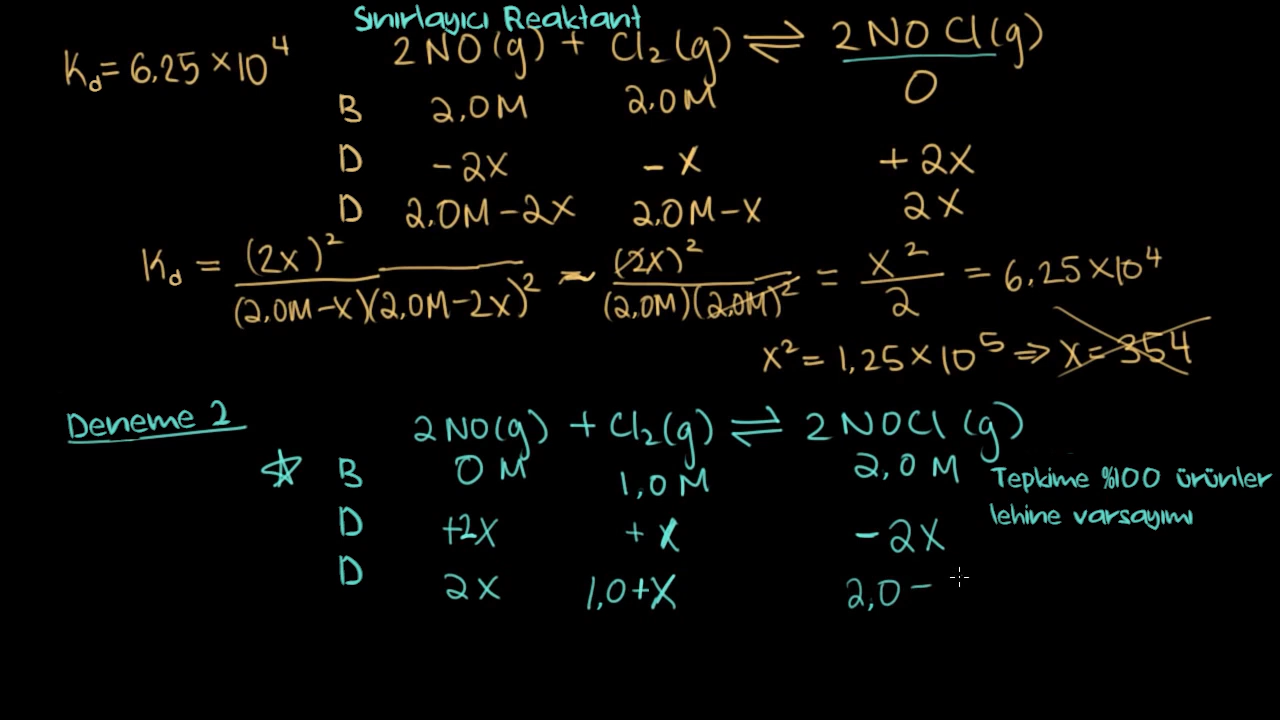 Sınırlayıcı Reaktant
K_d = 6,25 × 10⁴ 2NO(g) + Cl₂(g) ⇌ 2NOCl(g)
B 2,0M 2,0M 0
D -2x -x +2x
D 2,0M-2x 2,0M-x 2x
K_d = (2x)² / (2,0M-x)(2,0M-2x)² ~ (2x)² / (2,0M)(2,0M)² = x²/2 = 6,25×10⁴
x² = 1,25×10⁵ ⇒ x = 354
Deneme 2 2NO(g) + Cl₂(g) ⇌ 2NOCl(g)
B 0 M 1,0 M 2,0 M Tepkime %100 ürünler
lehine varsayımı
D +2x +x -2x
D 2x 1,0+x 2,0-